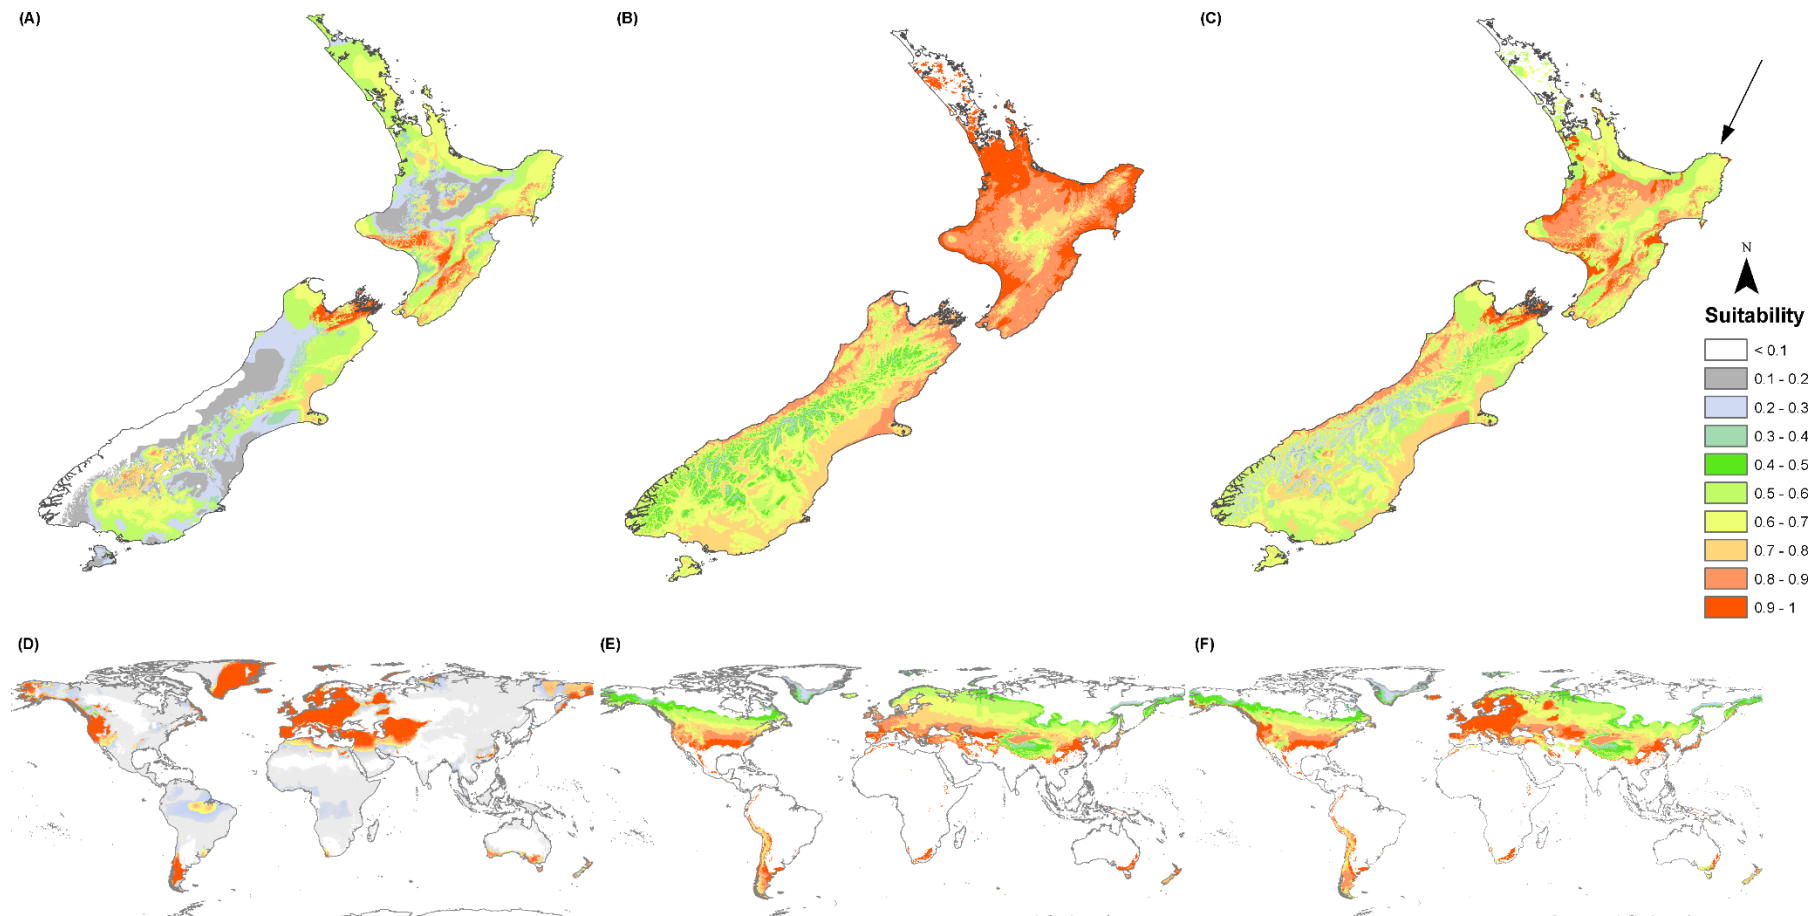 (A)
(B)
(C)
N
Suitability
< 0.1
0.1 - 0.2
0.2 - 0.3
0.3 - 0.4
0.4 - 0.5
0.5 - 0.6
0.6 - 0.7
0.7 - 0.8
0.8 - 0.9
0.9 - 1
(D)
(E)
(F)